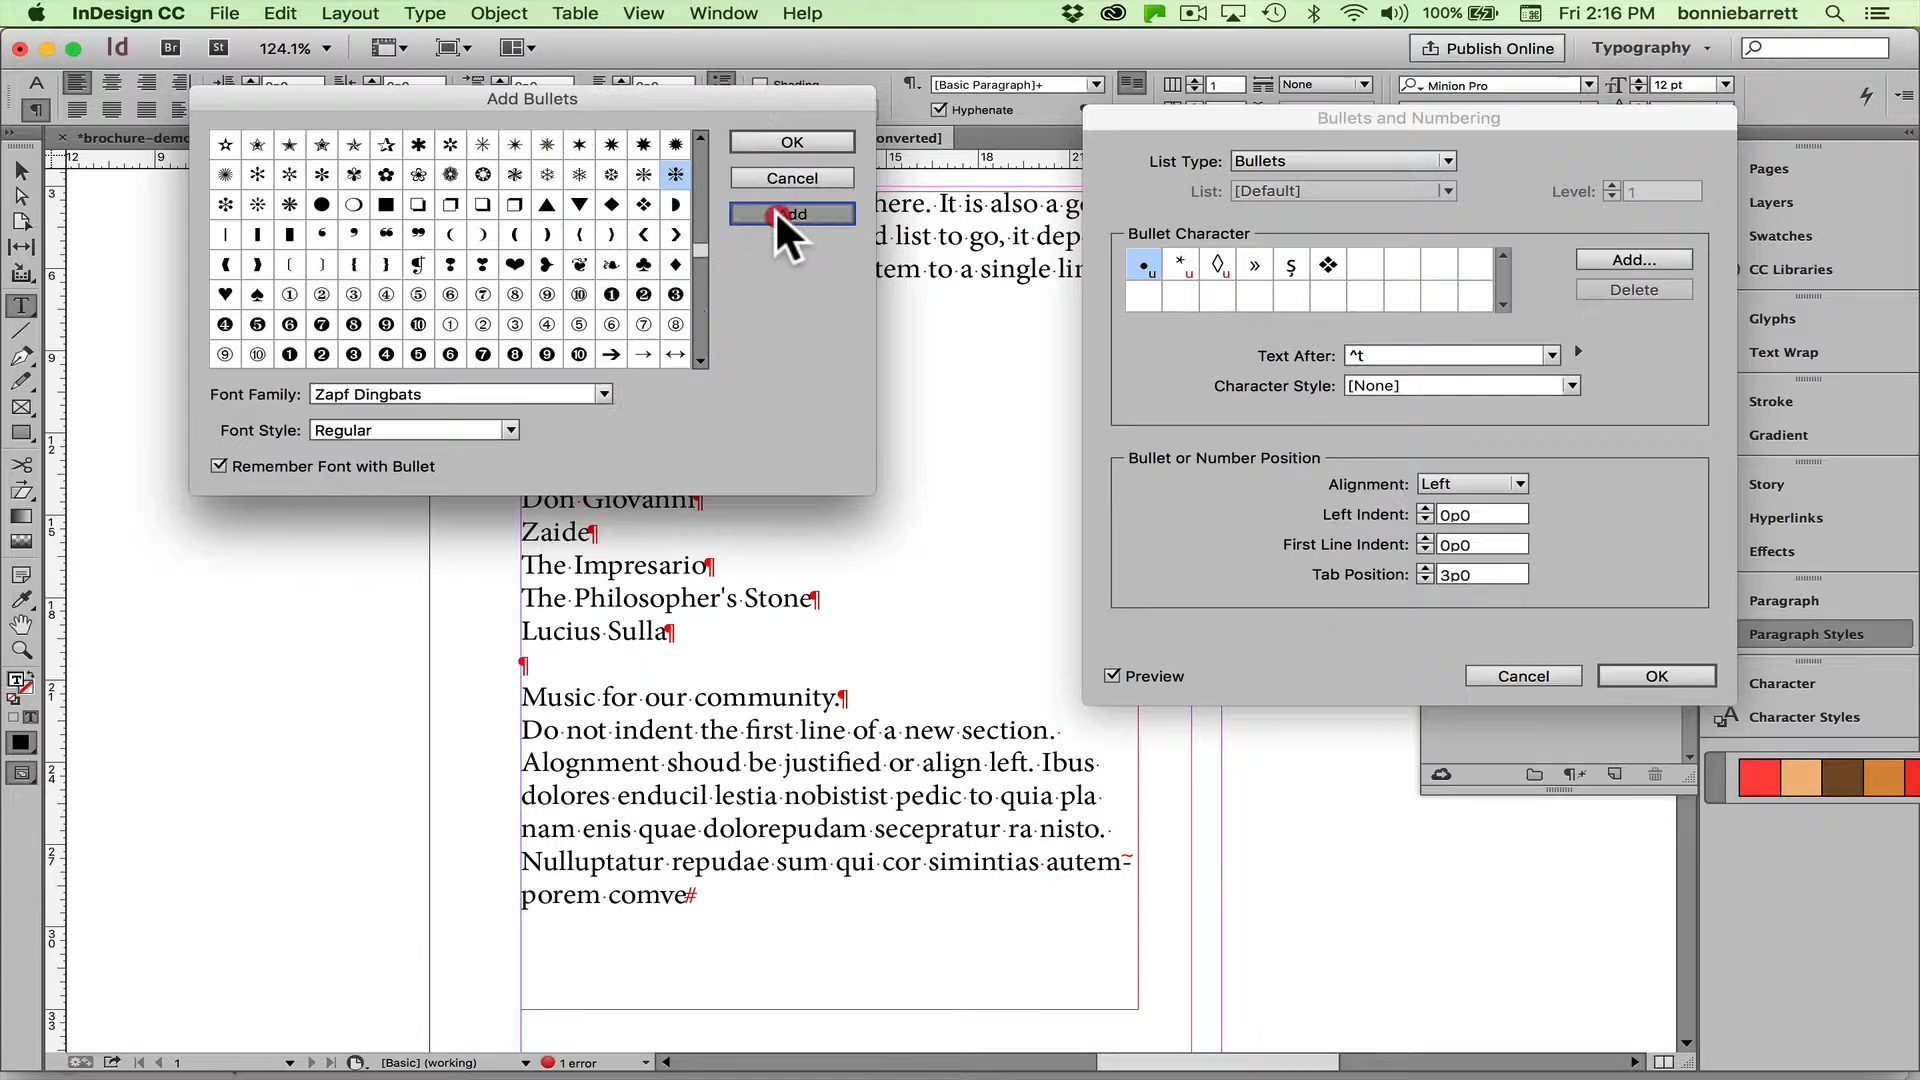 InDesign CC File Edit Layout Type Object Table View Window Help 100% Fri 2:16 PM bonniebarrett
Id Br St 124.1% Publish Online Typography
Shading [Basic Paragraph]+ 1 None Minion Pro 12 pt
Hyphenate
Add Bullets
*brochure-demo
onverted]
OK
Cancel
Add
Font Family: Zapf Dingbats
Font Style: Regular
Remember Font with Bullet
here. It is also a g
d list to go, it dep
tem to a single lin
Don Giovanni¶
Zaide¶
The Impresario¶
The Philosopher's Stone¶
Lucius Sulla¶
¶
Music for our community.¶
Do not indent the first line of a new section.
Alognment shoud be justified or align left. Ibus
dolores enducil lestia nobistist pedic to quia pla
nam enis quae dolorepudam secepratur ra nisto.
Nulluptatur repudae sum qui cor simintias autem-
porem comve#
Bullets and Numbering
List Type: Bullets
List: [Default] Level: 1
Bullet Character
• u * u ◊ u » ş ❖
Add...
Delete
Text After: ^t
Character Style: [None]
Bullet or Number Position
Alignment: Left
Left Indent: 0p0
First Line Indent: 0p0
Tab Position: 3p0
Preview Cancel OK
Pages
Layers
Swatches
CC Libraries
Glyphs
Text Wrap
Stroke
Gradient
Story
Hyperlinks
Effects
Paragraph
Paragraph Styles
Character
Character Styles
1 [Basic] (working) 1 error